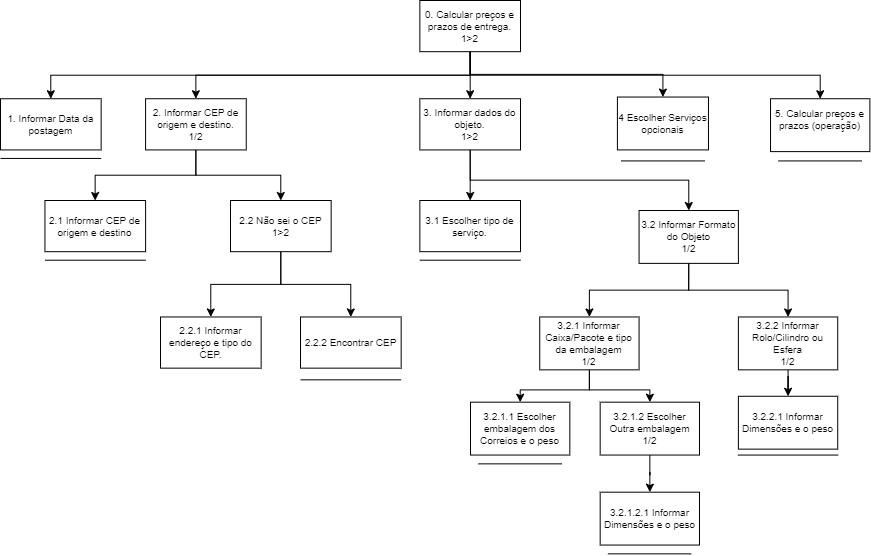 0. Calcular preços e
prazos de entrega.
1>2
1. Informar Data da
postagem
2. Informar CEP de
origem e destino.
1/2
3. Informar dados do
objeto.
1>2
4 Escolher Serviços
opcionais
5. Calcular preços e
prazos (operação)
2.1 Informar CEP de
origem e destino
2.2 Não sei o CEP
1>2
3.1 Escolher tipo de
serviço.
3.2 Informar Formato
do Objeto
1/2
2.2.1 Informar
endereço e tipo do
CEP.
2.2.2 Encontrar CEP
3.2.1 Informar
Caixa/Pacote e tipo
da embalagem
1/2
3.2.2 Informar
Rolo/Cilindro ou
Esfera
1/2
3.2.1.1 Escolher
embalagem dos
Correios e o peso
3.2.1.2 Escolher
Outra embalagem
1/2
3.2.2.1 Informar
Dimensões e o peso
3.2.1.2.1 Informar
Dimensões e o peso